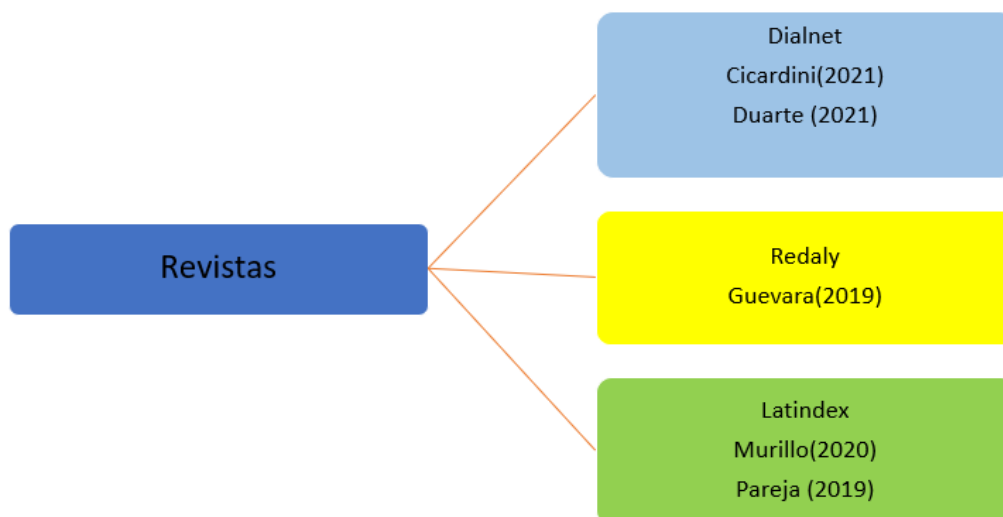 Revistas
Dialnet
Cicardini(2021)
Duarte (2021)
Redaly
Guevara(2019)
Latindex
Murillo(2020)
Pareja (2019)